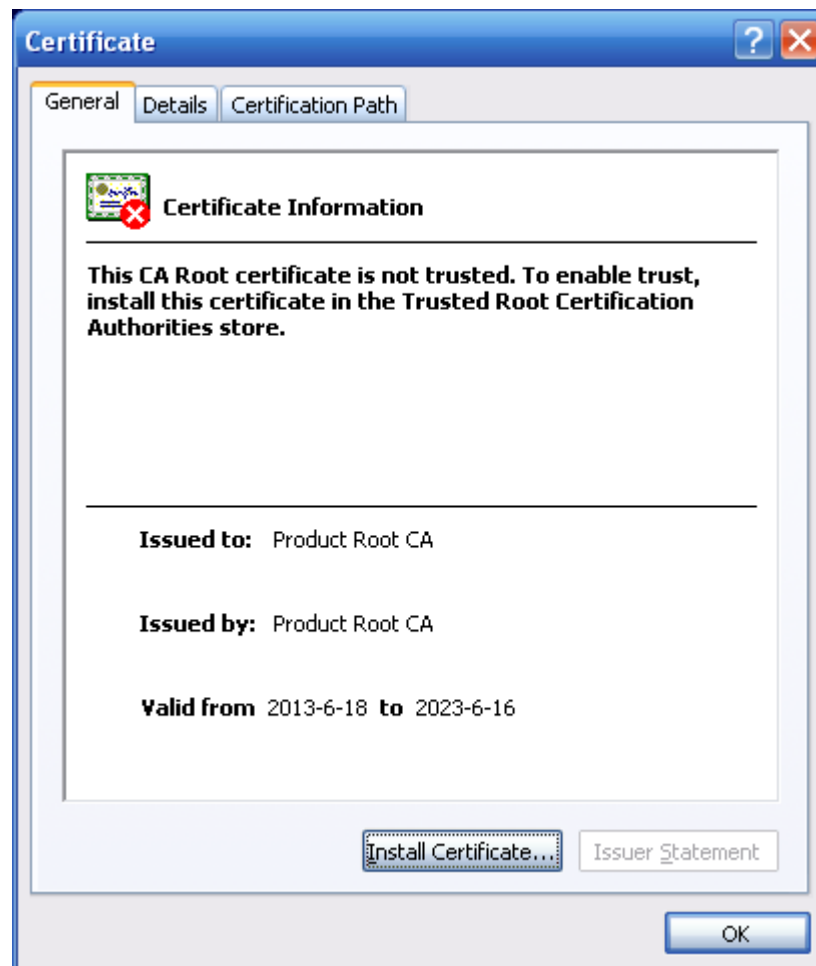 Certificate
General Details Certification Path
Certificate Information
This CA Root certificate is not trusted. To enable trust,
install this certificate in the Trusted Root Certification
Authorities store.
Issued to: Product Root CA
Issued by: Product Root CA
Valid from 2013-6-18 to 2023-6-16
Install Certificate... Issuer Statement
OK